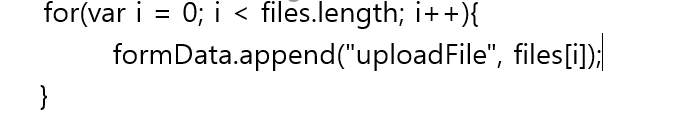 for(var i = 0; i < files.length; i++){
formData.append("uploadFile", files[i]);
}